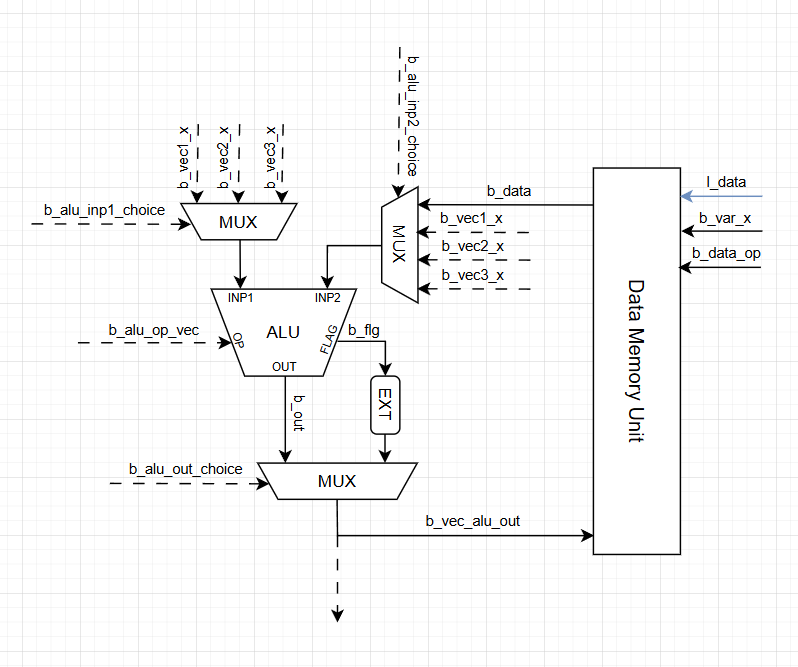 b_alu_inp2_choice
b_vec1_x
b_vec2_x
b_vec3_x
b_alu_inp1_choice
MUX
MUX
b_data
b_vec1_x
b_vec2_x
b_vec3_x
l_data
b_var_x
b_data_op
Data Memory Unit
INP1
INP2
b_alu_op_vec
OP
ALU
FLAG
b_flg
OUT
b_out
EXT
b_alu_out_choice
MUX
b_vec_alu_out